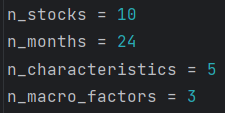 n_stocks = 10
n_months = 24
n_characteristics = 5
n_macro_factors = 3